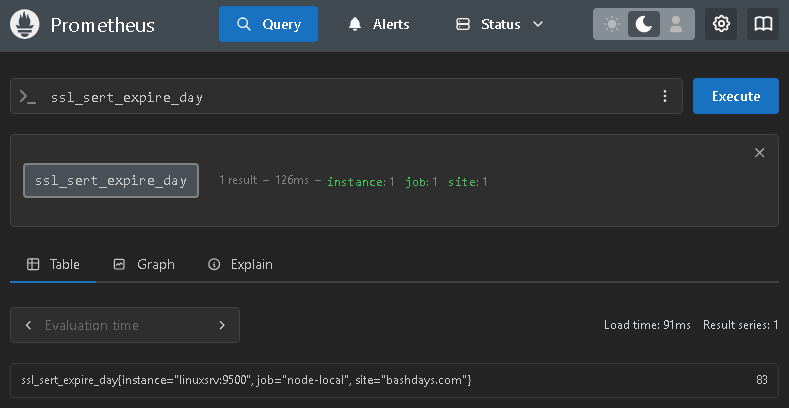 Prometheus Query Alerts Status
ssl_sert_expire_day Execute
ssl_sert_expire_day 1 result – 126ms – instance: 1 job: 1 site: 1
Table Graph Explain
Evaluation time Load time: 91ms Result series: 1
ssl_sert_expire_day{instance="linuxsrv:9500", job="node-local", site="bashdays.com"} 83